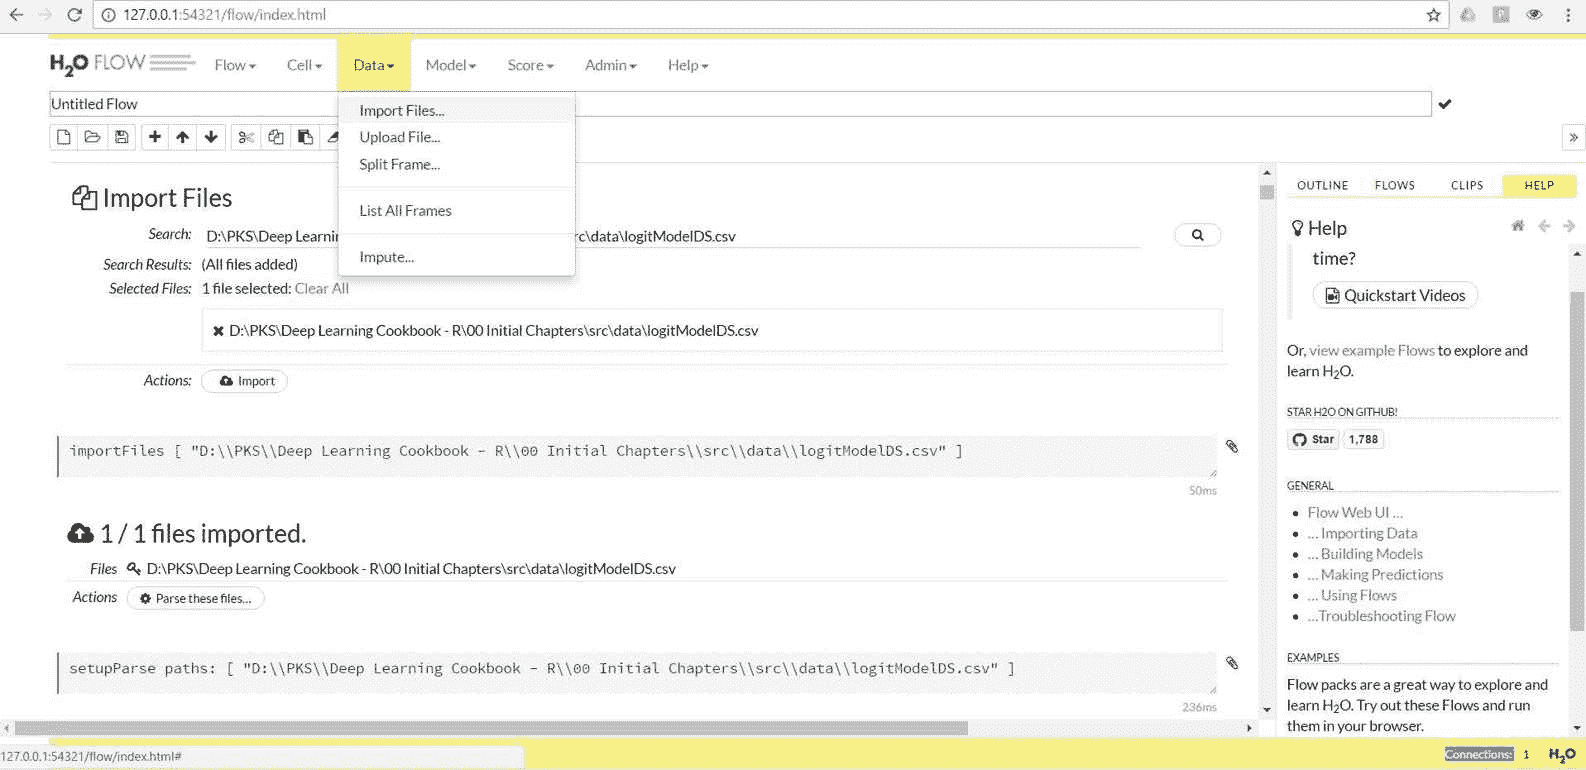 127.0.0.1:54321/flow/index.html
H2O FLOW Flow Cell Data Model Score Admin Help
Untitled Flow
Import Files...
Upload File...
Split Frame...
List All Frames
Impute...
Import Files
Search: D:\PKS\Deep Learnin rc\data\logitModelDS.csv
Search Results: (All files added)
Selected Files: 1 file selected: Clear All
D:\PKS\Deep Learning Cookbook - R\00 Initial Chapters\src\data\logitModelDS.csv
Actions: Import
importFiles [ "D:\\PKS\\Deep Learning Cookbook - R\\00 Initial Chapters\\src\\data\\logitModelDS.csv" ]
50ms
1 / 1 files imported.
Files D:\PKS\Deep Learning Cookbook - R\00 Initial Chapters\src\data\logitModelDS.csv
Actions Parse these files...
setupParse paths: [ "D:\\PKS\\Deep Learning Cookbook - R\\00 Initial Chapters\\src\\data\\logitModelDS.csv" ]
236ms
OUTLINE FLOWS CLIPS HELP
Help
time?
Quickstart Videos
Or, view example Flows to explore and
learn H2O.
STAR H2O ON GITHUB!
Star 1,788
GENERAL
Flow Web UI ...
... Importing Data
... Building Models
... Making Predictions
... Using Flows
...Troubleshooting Flow
EXAMPLES
Flow packs are a great way to explore and
learn H2O. Try out these Flows and run
them in your browser.
127.0.0.1:54321/flow/index.html#
Connections: 1 H2O